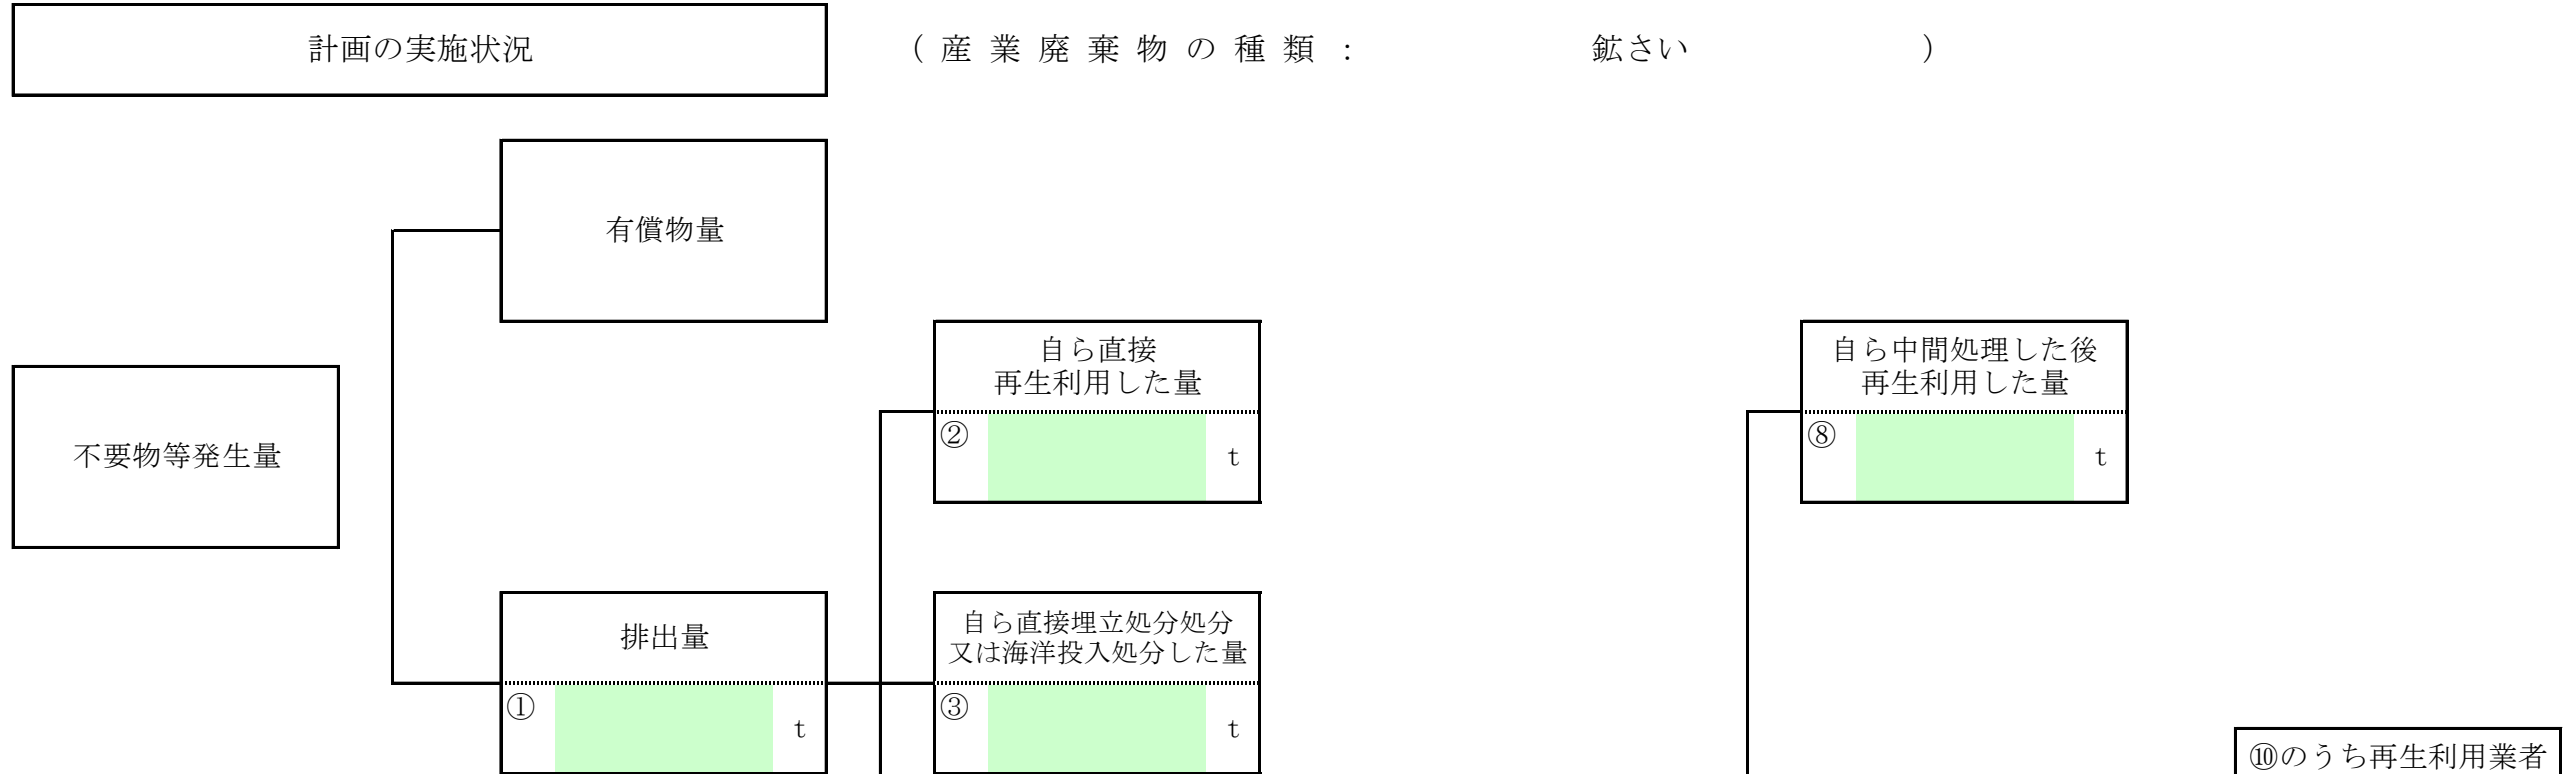 計画の実施状況
（産業廃棄物の種類：　鉱さい　）
有償物量
自ら直接
再生利用した量
② t
自ら中間処理した後
再生利用した量
⑧ t
不要物等発生量
排出量
① t
自ら直接埋立処分処分
又は海洋投入処分した量
③ t
⑩のうち再生利用業者